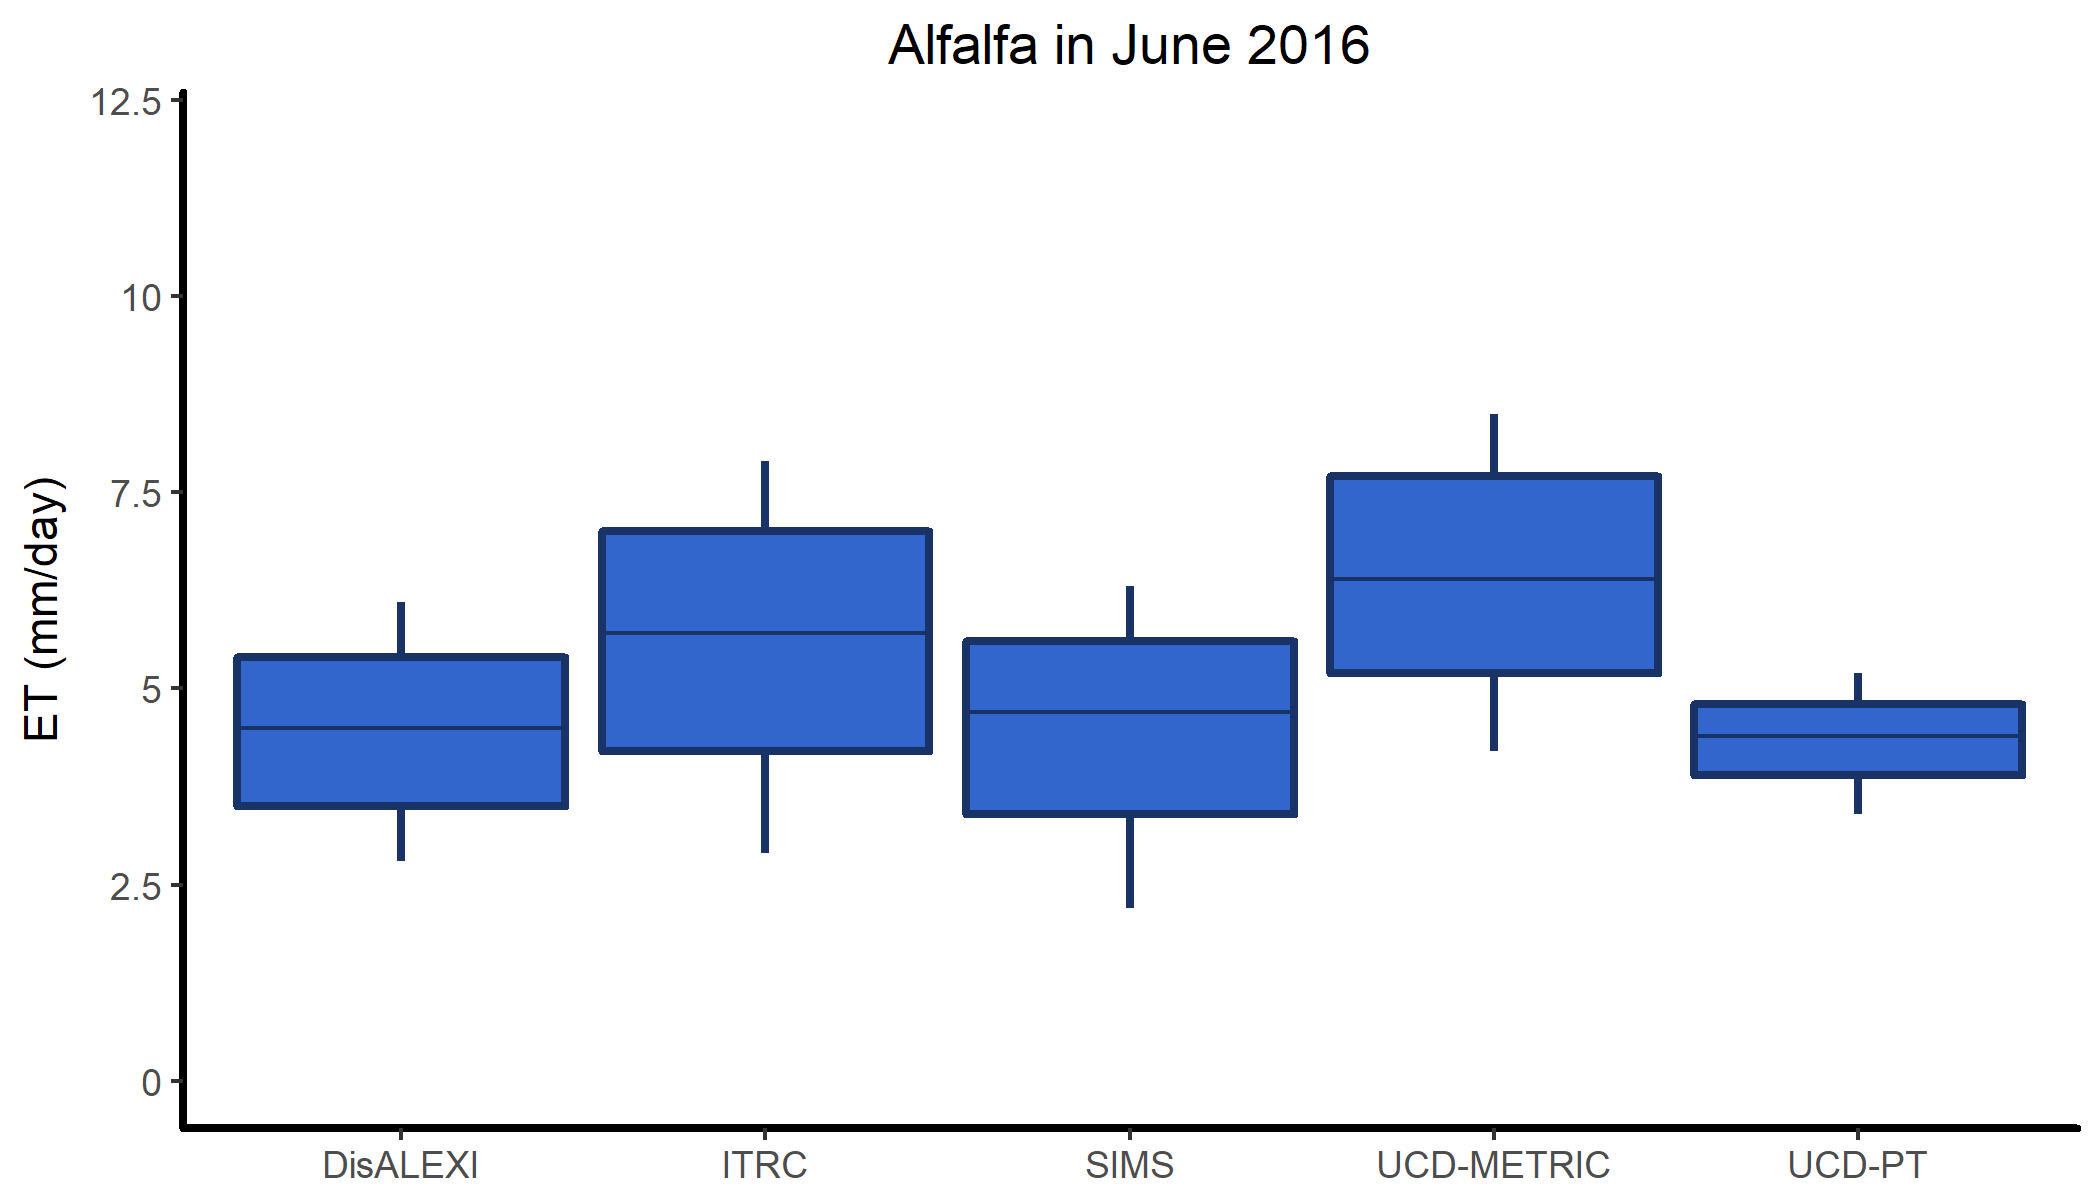 Alfalfa in June 2016
ET (mm/day)
12.5
10
7.5
5
2.5
0
DisALEXI ITRC SIMS UCD-METRIC UCD-PT